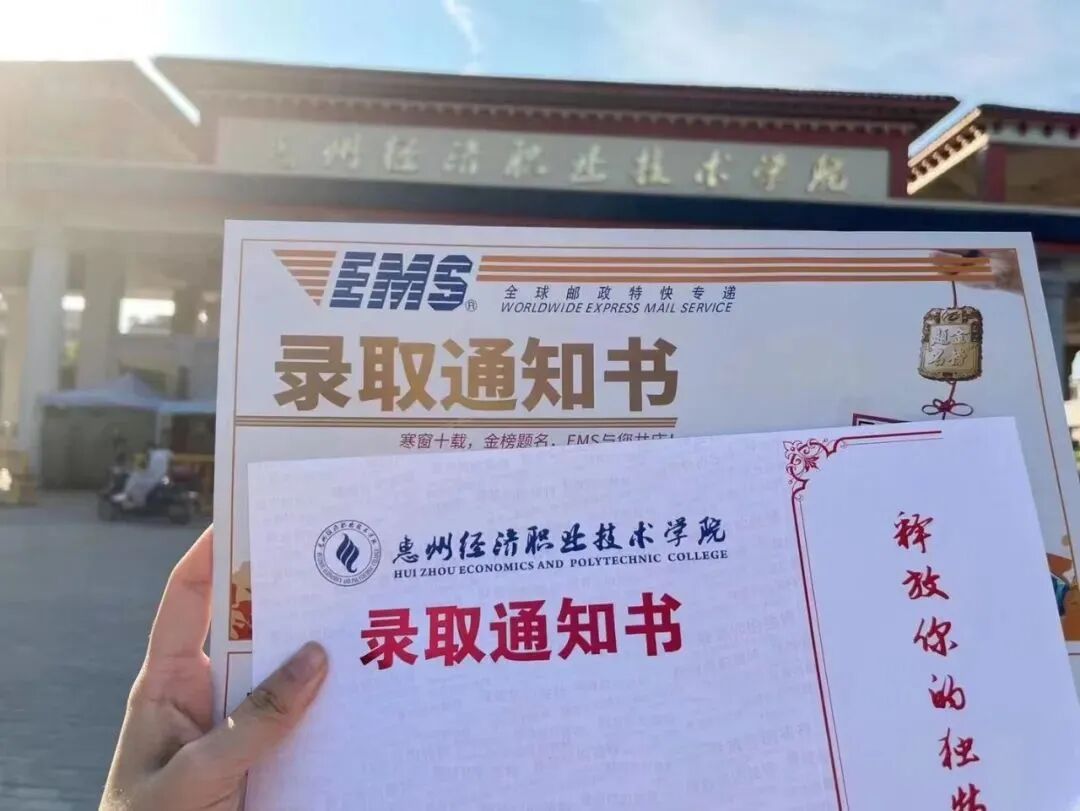 惠州经济职业技术学院
EMS®
全球邮政特快专递
WORLDWIDE EXPRESS MAIL SERVICE
录取通知书
寒窗十载，金榜题名，EMS与您共庆！
惠州经济职业技术学院
HUI ZHOU ECONOMICS AND POLYTECHNIC COLLEGE
录取通知书
释放你的独特